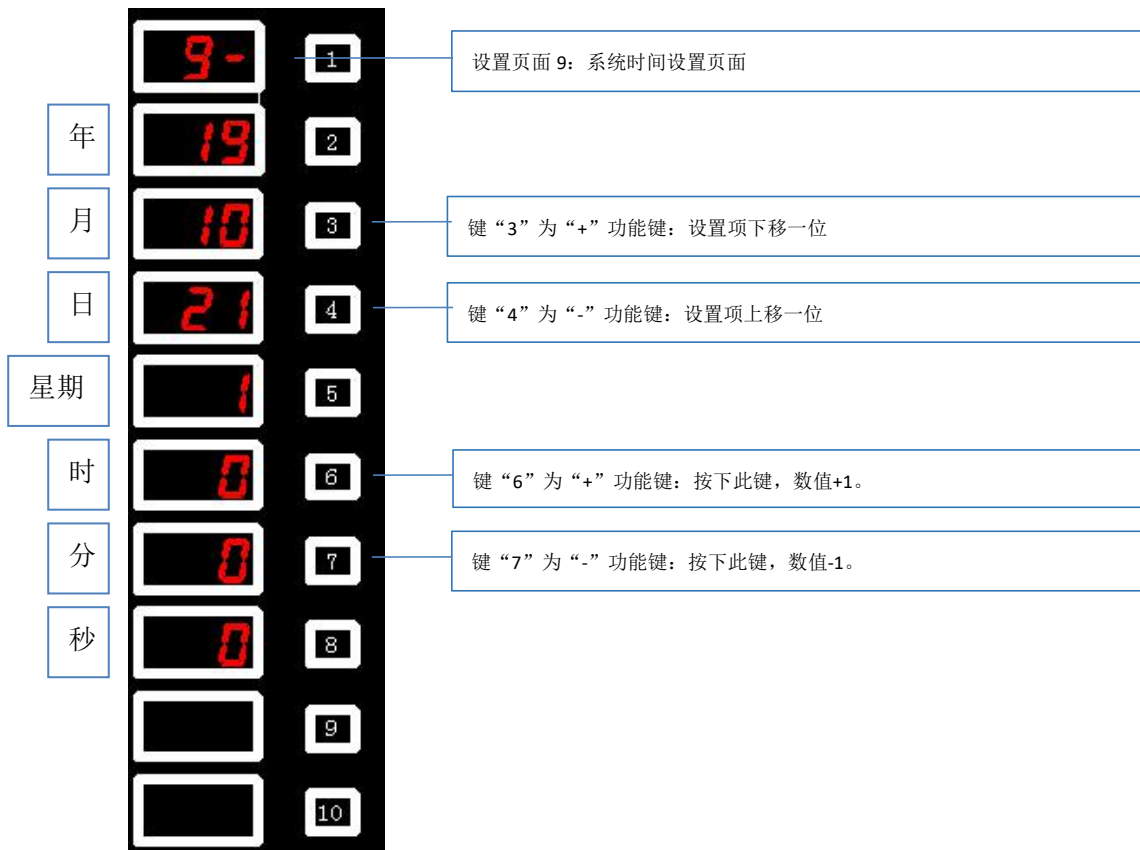 9- 1 设置页面 9：系统时间设置页面
年 19 2
月 10 3 键“3”为“+”功能键：设置项下移一位
日 21 4 键“4”为“-”功能键：设置项上移一位
星期 1 5
时 0 6 键“6”为“+”功能键：按下此键，数值+1。
分 0 7 键“7”为“-”功能键：按下此键，数值-1。
秒 0 8
9
10